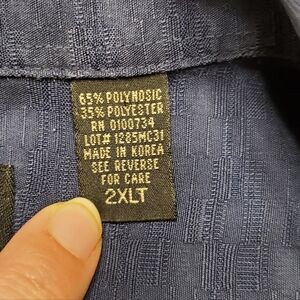 65% POLYNOSIC
35% POLYESTER
RN 0100734
LOT# 1285MC31
MADE IN KOREA
SEE REVERSE
FOR CARE
2XLT